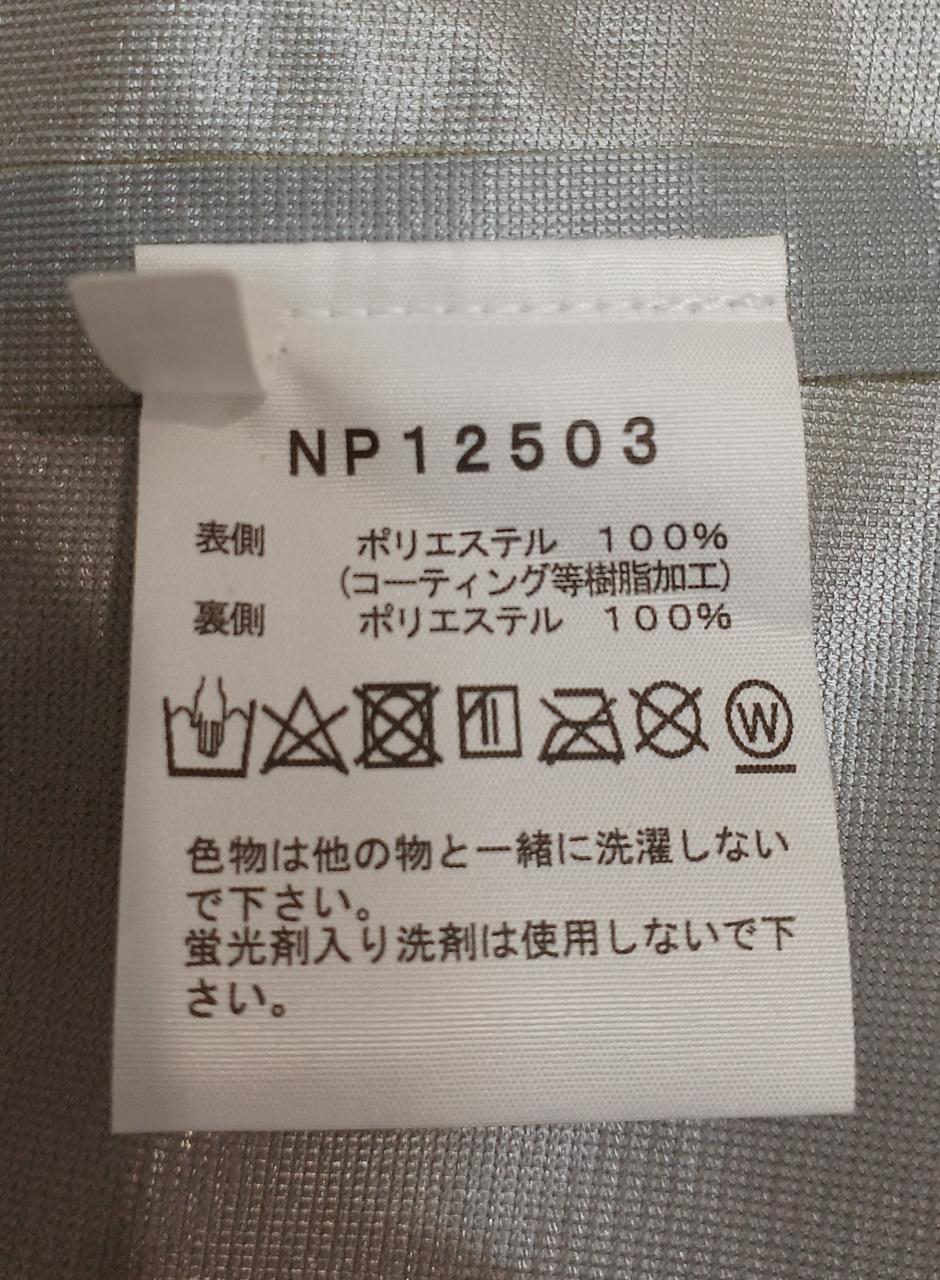 NP12503
表側 ポリエステル 100%
(コーティング等樹脂加工)
裏側 ポリエステル 100%
W
色物は他の物と一緒に洗濯しない
で下さい。
蛍光剤入り洗剤は使用しないで下
さい。